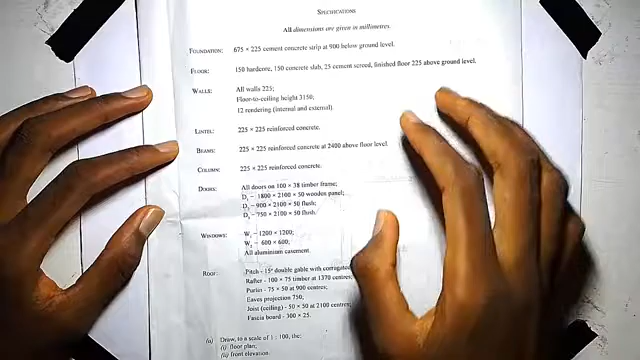 SPECIFICATIONS
All dimensions are given in millimetres.
FOUNDATION: 675 × 225 cement concrete strip at 900 below ground level.
FLOOR: 150 hardcore, 150 concrete slab, 25 cement screed, finished floor 225 above ground level.
WALLS: All walls 225;
Floor-to-ceiling height 3150;
12 rendering (internal and external)
LINTEL: 225 × 225 reinforced concrete.
BEAMS: 225 × 225 reinforced concrete at 2400 above floor level.
COLUMN: 225 × 225 reinforced concrete.
DOORS: All doors on 100 × 38 timber frame;
D₁ – 1800 × 2100 × 50 wooden panel;
D₂ – 900 × 2100 × 50 flush;
D₃ – 750 × 2100 × 50 flush.
WINDOWS: W₁ – 1200 × 1200;
W₂ – 600 × 600;
All aluminium casement.
ROOF: Pitch - 15° double gable with corrugated
Rafter - 100 × 75 timber at 1370 centres;
Purlin - 75 × 50 at 900 centres;
Eaves projection 750;
Joist (ceiling) - 50 × 50 at 2100 centres;
Fascia board - 300 × 25.
(a) Draw, to a scale of 1 : 100, the:
(i) floor plan;
(ii) front elevation.